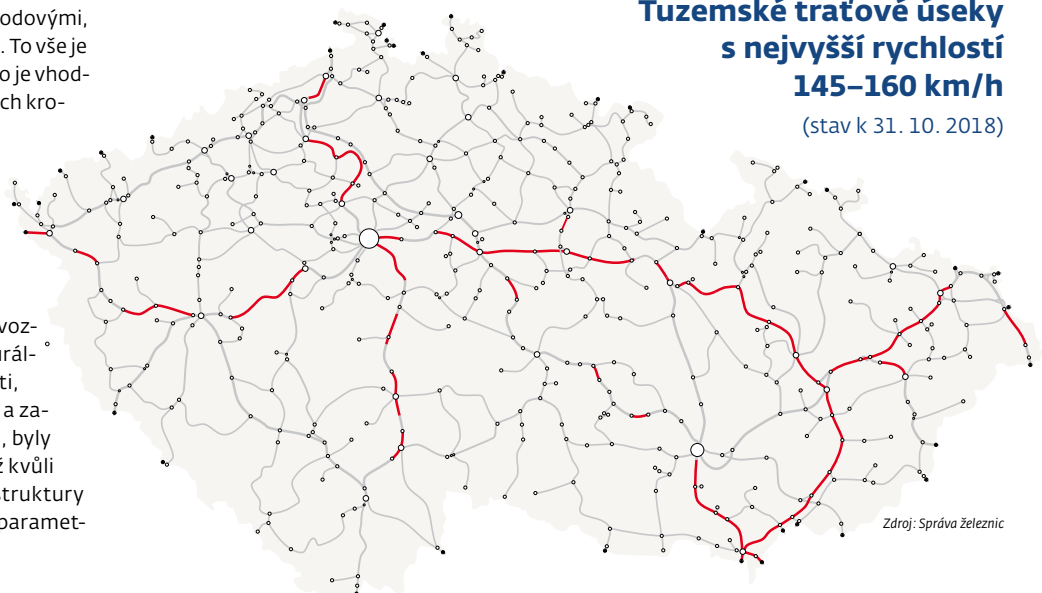 odovými,
. To vše je
o je vhod-
ch kro-
voz-
urál-
ti,
a za-
, byly
ž kvůli
struktury
paramet-
Tuzemské traťové úseky
s nejvyšší rychlostí
145–160 km/h
(stav k 31. 10. 2018)
Zdroj: Správa železnic